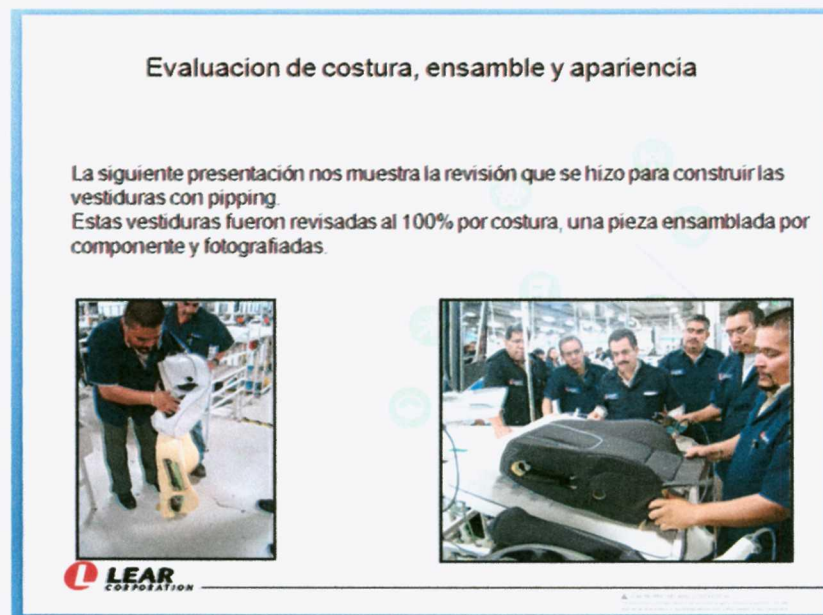 Evaluacion de costura, ensamble y apariencia
La siguiente presentación nos muestra la revisión que se hizo para construir las
vestiduras con pipping.
Estas vestiduras fueron revisadas al 100% por costura, una pieza ensamblada por
componente y fotografiadas.
LEAR
CORPORATION